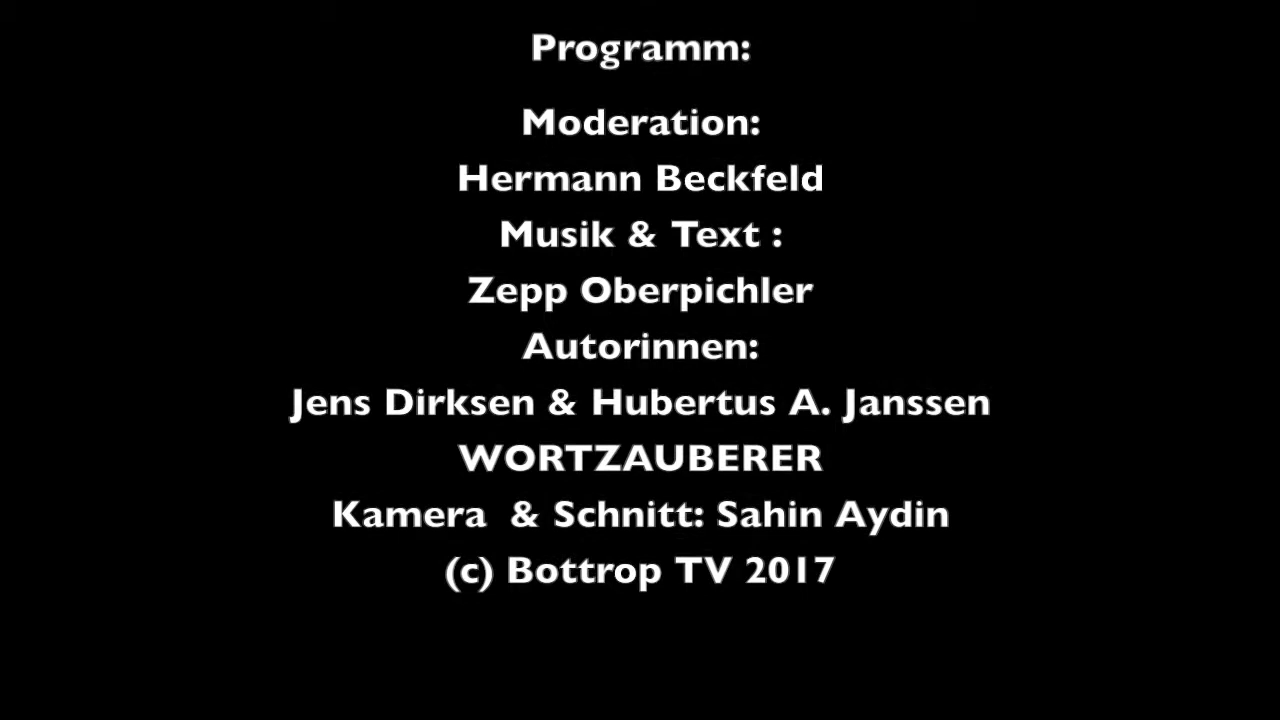 Programm:
Moderation:
Hermann Beckfeld
Musik & Text :
Zepp Oberpichler
Autorinnen:
Jens Dirksen & Hubertus A. Janssen
WORTZAUBERER
Kamera  & Schnitt: Sahin Aydin
(c) Bottrop TV 2017